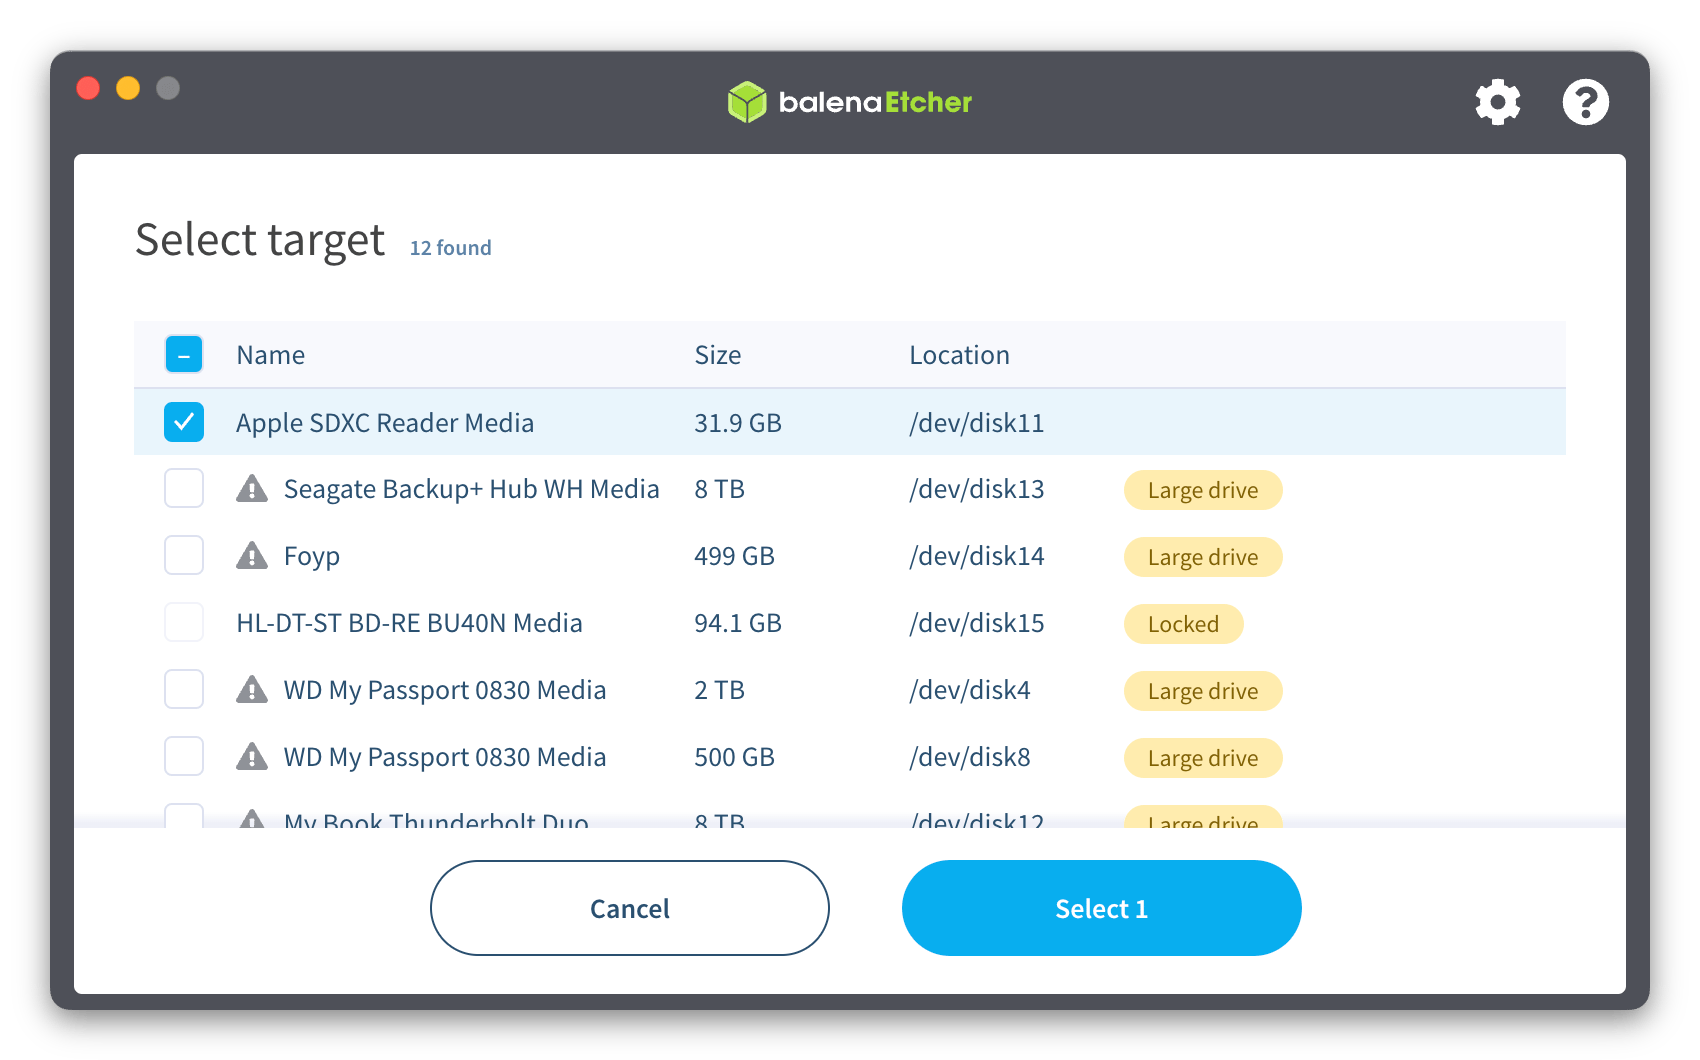 balenaEtcher
Select target 12 found
Name Size Location
Apple SDXC Reader Media 31.9 GB /dev/disk11
Seagate Backup+ Hub WH Media 8 TB /dev/disk13 Large drive
Foyp 499 GB /dev/disk14 Large drive
HL-DT-ST BD-RE BU40N Media 94.1 GB /dev/disk15 Locked
WD My Passport 0830 Media 2 TB /dev/disk4 Large drive
WD My Passport 0830 Media 500 GB /dev/disk8 Large drive
My Book Thunderbolt Duo 8 TB /dev/disk12 Large drive
Cancel Select 1